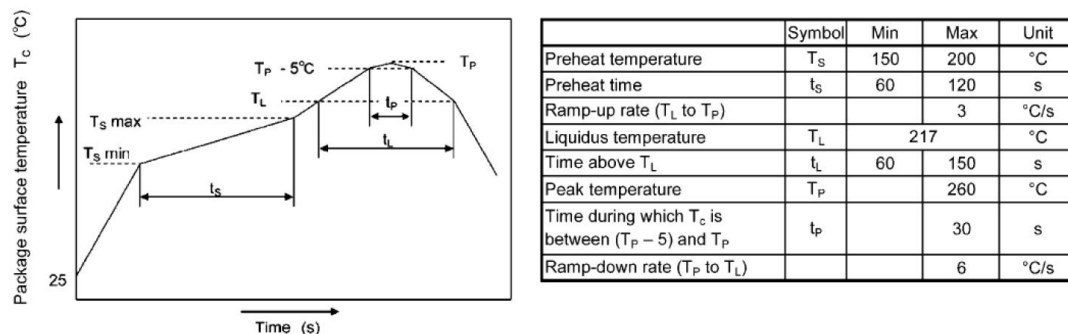 Package surface temperature T_C (°C)
T_P
T_P - 5°C
T_L
t_P
T_S max
t_L
T_S min
t_S
25
Time (s)
Symbol Min Max Unit
Preheat temperature T_S 150 200 °C
Preheat time t_S 60 120 s
Ramp-up rate (T_L to T_P) 3 °C/s
Liquidus temperature T_L 217 °C
Time above T_L t_L 60 150 s
Peak temperature T_P 260 °C
Time during which T_c is
between (T_P – 5) and T_P t_P 30 s
Ramp-down rate (T_P to T_L) 6 °C/s